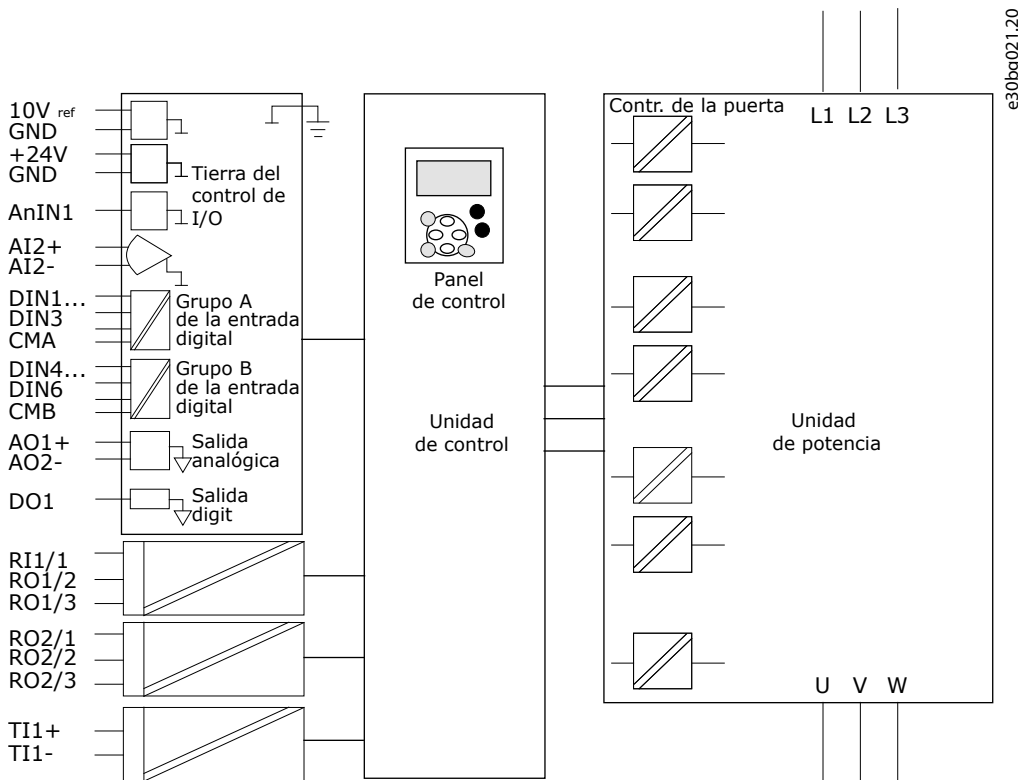 10V ref
GND
+24V
GND
AnIN1
AI2+
AI2-
DIN1...
DIN3
CMA
DIN4...
DIN6
CMB
AO1+
AO2-
DO1
RI1/1
RO1/2
RO1/3
RO2/1
RO2/2
RO2/3
TI1+
TI1-
Tierra del
control de
I/O
Grupo A
de la entrada
digital
Grupo B
de la entrada
digital
Salida
analógica
Salida
digit
Panel
de control
Unidad
de control
Contr. de la puerta
L1 L2 L3
Unidad
de potencia
U V W
e30bg021.20